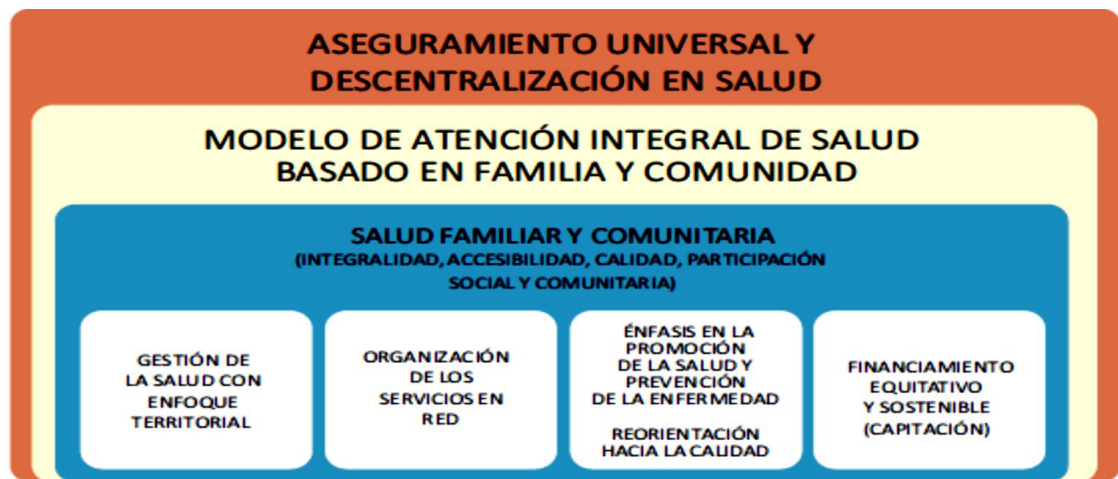 ASEGURAMIENTO UNIVERSAL Y
DESCENTRALIZACIÓN EN SALUD
MODELO DE ATENCIÓN INTEGRAL DE SALUD
BASADO EN FAMILIA Y COMUNIDAD
SALUD FAMILIAR Y COMUNITARIA
(INTEGRALIDAD, ACCESIBILIDAD, CALIDAD, PARTICIPACIÓN
SOCIAL Y COMUNITARIA)
GESTIÓN DE
LA SALUD CON
ENFOQUE
TERRITORIAL
ORGANIZACIÓN
DE LOS
SERVICIOS EN
RED
ÉNFASIS EN LA
PROMOCIÓN
DE LA SALUD Y
PREVENCIÓN
DE LA ENFERMEDAD
REORIENTACIÓN
HACIA LA CALIDAD
FINANCIAMIENTO
EQUITATIVO
Y SOSTENIBLE
(CAPITACIÓN)